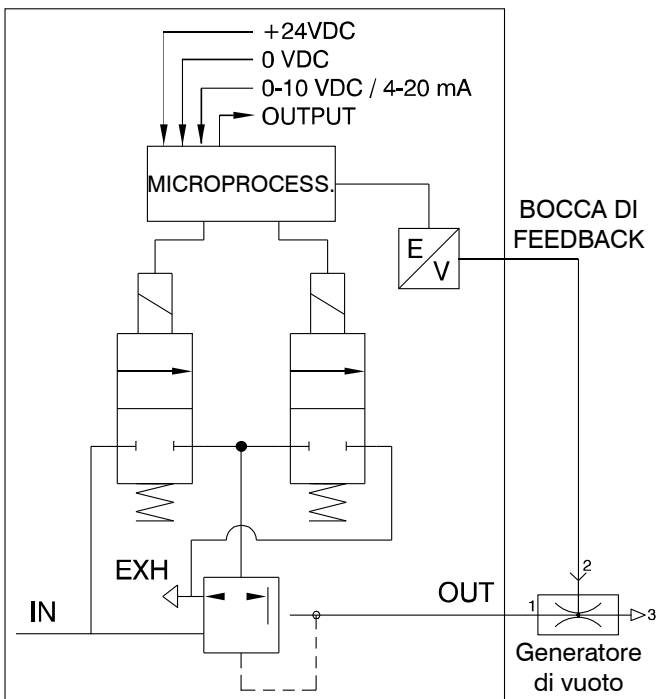 +24VDC
0 VDC
0-10 VDC / 4-20 mA
OUTPUT
MICROPROCESS.
E
V
BOCCA DI
FEEDBACK
EXH
IN
OUT
1
2
3
Generatore
di vuoto